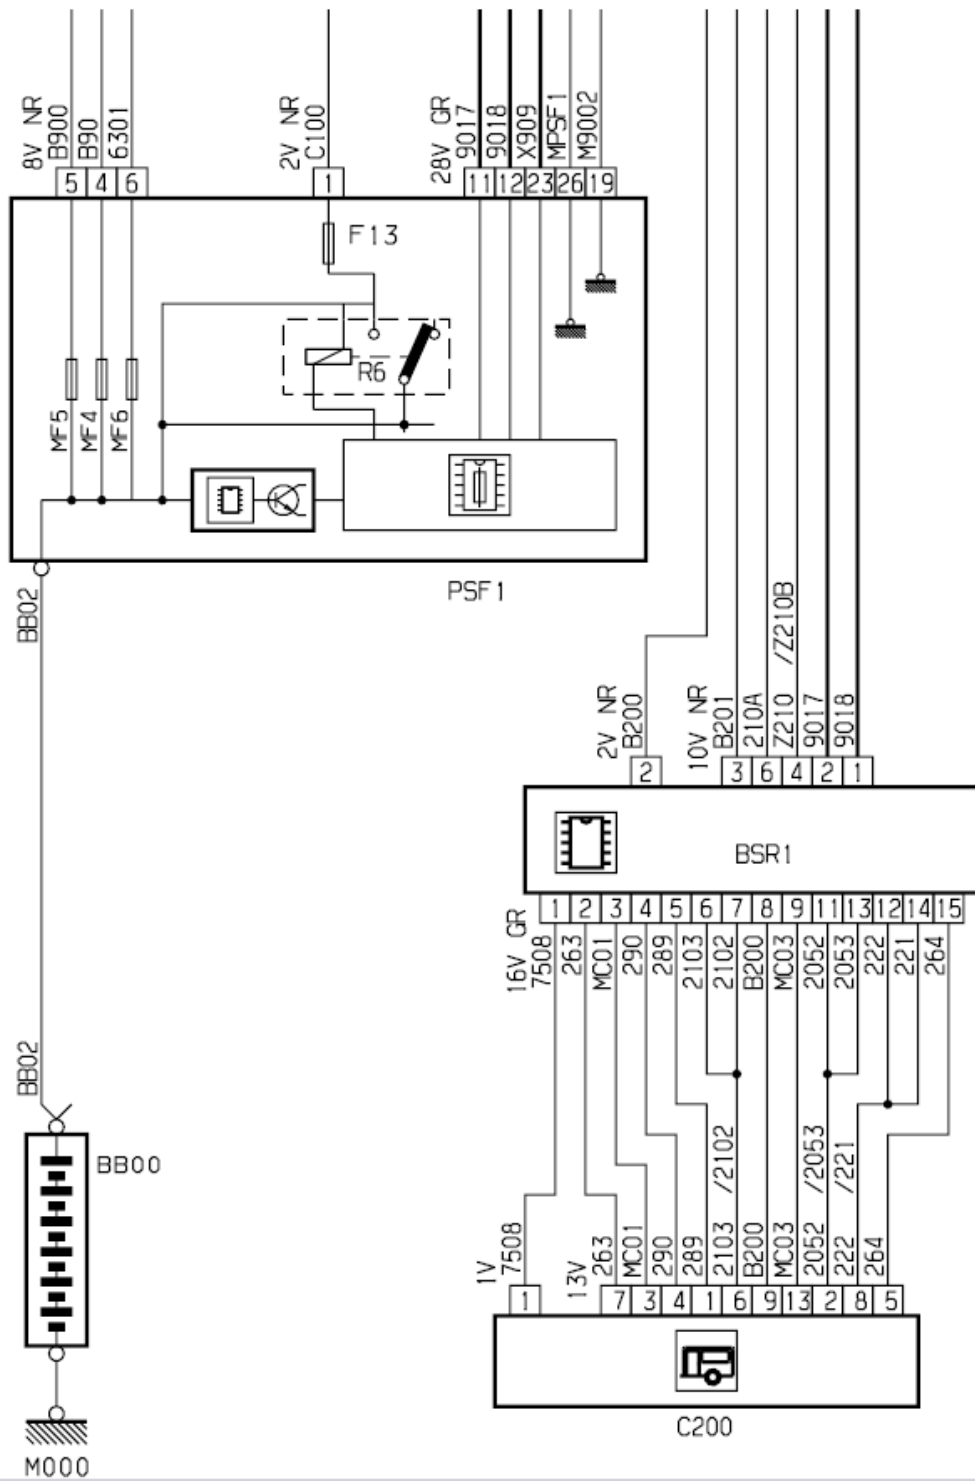 8V NR
B900
B90
6301
2V NR
C100
28V GR
9017
9018
X909
MPSF1
M9002
5 4 6
1
11 12 23 26 19
F13
R6
MF5
MF4
MF6
PSF1
BB02
2V NR
B200
10V NR
B201
210A
Z210 /Z210B
9017
9018
2
3 6 4 2 1
BSR1
1 2 3 4 5 6 7 8 9 11 13 12 14 15
16V GR
7508
263
MC01
290
289
2103
2102
B200
MC03
2052
2053
222
221
264
BB02
BB00
1V
7508
13V
263
MC01
290
289
2103 /2102
B200
MC03
2052 /2053
222 /221
264
1
7 3 4 1 6 9 13 2 8 5
C200
M000